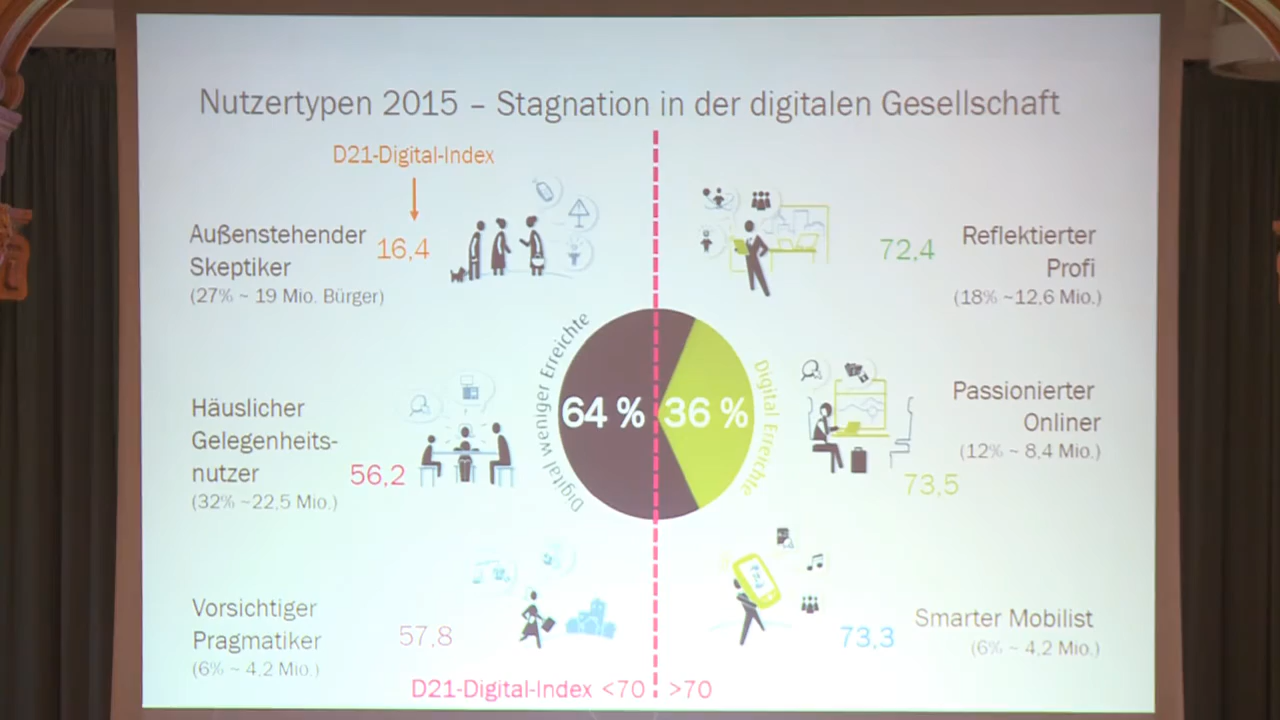 Nutzertypen 2015 – Stagnation in der digitalen Gesellschaft
D21-Digital-Index
Außenstehender
Skeptiker
(27% ~ 19 Mio. Bürger)
16,4
72,4
Reflektierter
Profi
(18% ~12,6 Mio.)
Digital weniger Erreichte
64 %
36 %
Digital Erreichte
Häuslicher
Gelegenheits-
nutzer
(32% ~22,5 Mio.)
56,2
Passionierter
Onliner
(12% ~ 8,4 Mio.)
73,5
Vorsichtiger
Pragmatiker
(6% ~ 4,2 Mio.)
57,8
73,3
Smarter Mobilist
(6% ~ 4,2 Mio.)
D21-Digital-Index <70 >70